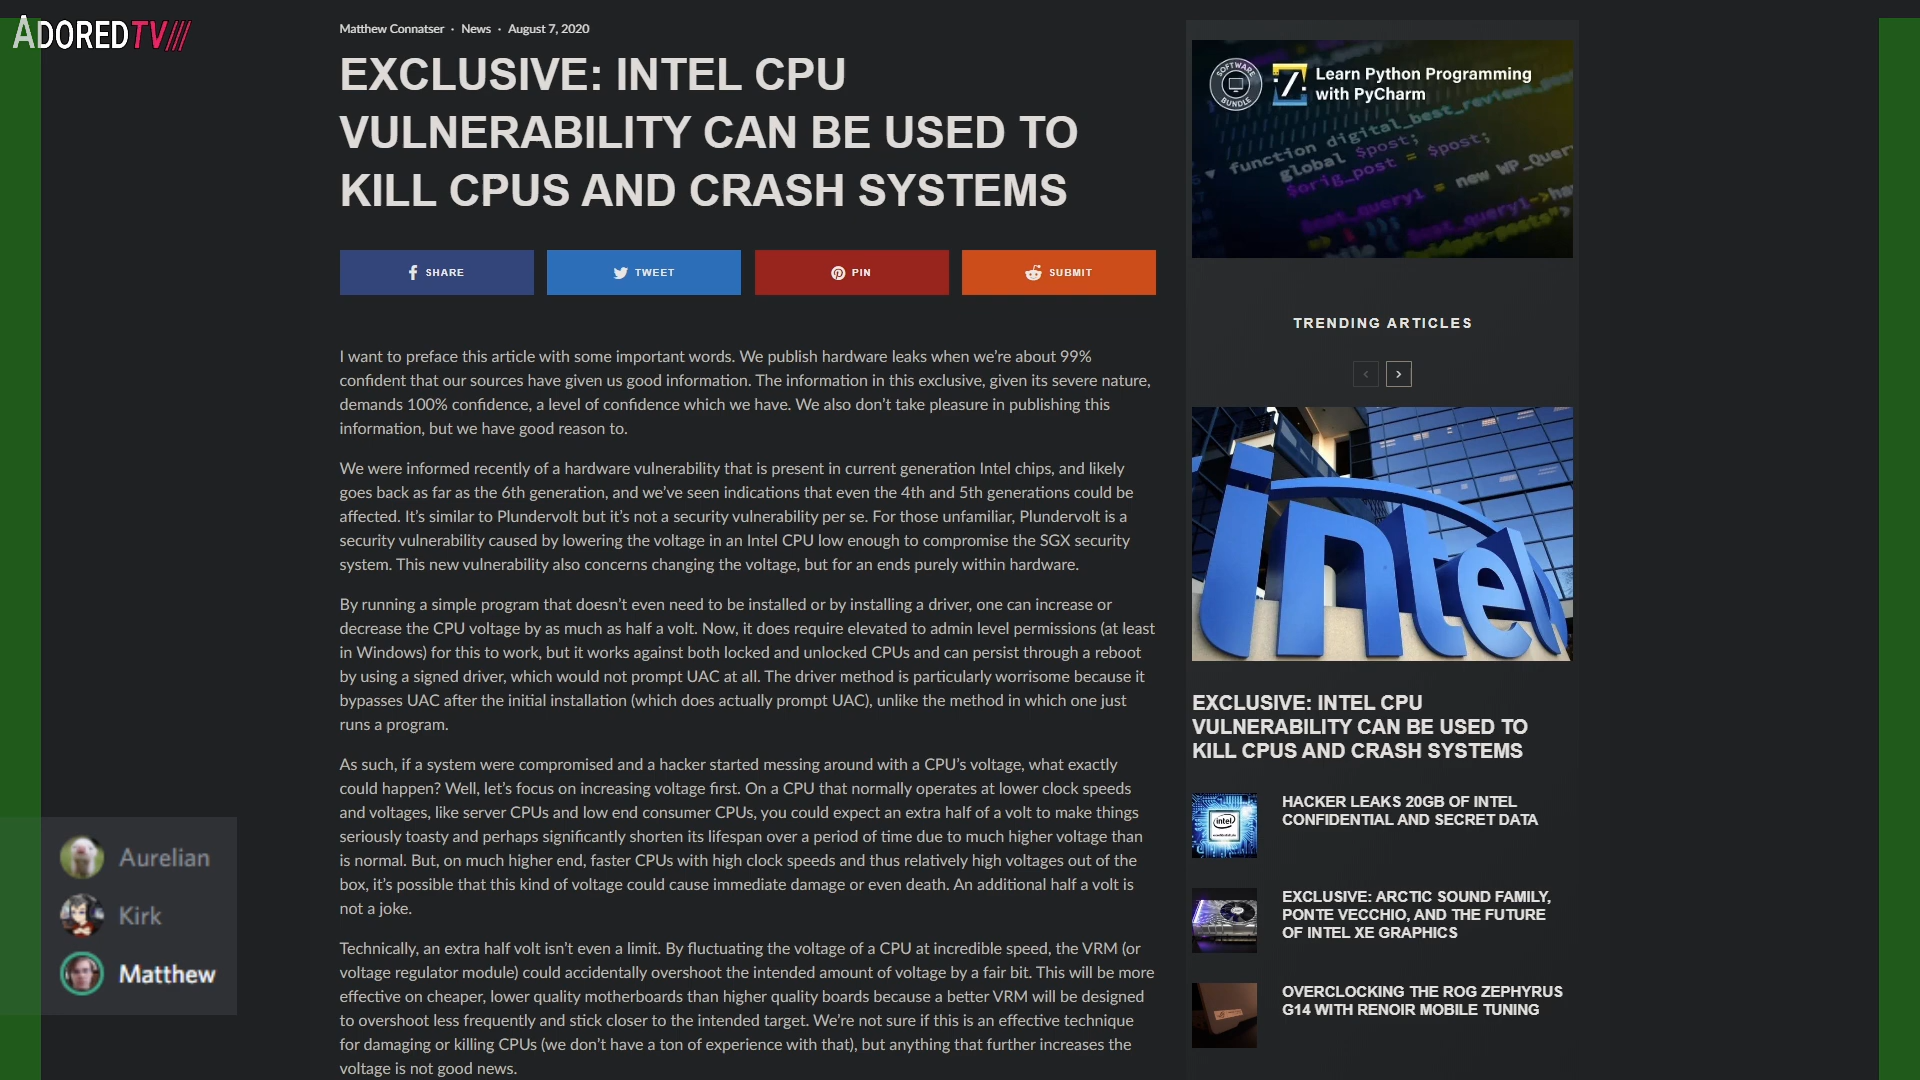 ADOREDTV///
Matthew Connatser · News · August 7, 2020
EXCLUSIVE: INTEL CPU
VULNERABILITY CAN BE USED TO
KILL CPUS AND CRASH SYSTEMS
SHARE
TWEET
PIN
SUBMIT
I want to preface this article with some important words. We publish hardware leaks when we're about 99%
confident that our sources have given us good information. The information in this exclusive, given its severe nature,
demands 100% confidence, a level of confidence which we have. We also don't take pleasure in publishing this
information, but we have good reason to.
We were informed recently of a hardware vulnerability that is present in current generation Intel chips, and likely
goes back as far as the 6th generation, and we've seen indications that even the 4th and 5th generations could be
affected. It's similar to Plundervolt but it's not a security vulnerability per se. For those unfamiliar, Plundervolt is a
security vulnerability caused by lowering the voltage in an Intel CPU low enough to compromise the SGX security
system. This new vulnerability also concerns changing the voltage, but for an ends purely within hardware.
By running a simple program that doesn't even need to be installed or by installing a driver, one can increase or
decrease the CPU voltage by as much as half a volt. Now, it does require elevated to admin level permissions (at least
in Windows) for this to work, but it works against both locked and unlocked CPUs and can persist through a reboot
by using a signed driver, which would not prompt UAC at all. The driver method is particularly worrisome because it
bypasses UAC after the initial installation (which does actually prompt UAC), unlike the method in which one just
runs a program.
As such, if a system were compromised and a hacker started messing around with a CPU's voltage, what exactly
could happen? Well, let's focus on increasing voltage first. On a CPU that normally operates at lower clock speeds
and voltages, like server CPUs and low end consumer CPUs, you could expect an extra half of a volt to make things
seriously toasty and perhaps significantly shorten its lifespan over a period of time due to much higher voltage than
is normal. But, on much higher end, faster CPUs with high clock speeds and thus relatively high voltages out of the
box, it's possible that this kind of voltage could cause immediate damage or even death. An additional half a volt is
not a joke.
Technically, an extra half volt isn't even a limit. By fluctuating the voltage of a CPU at incredible speed, the VRM (or
voltage regulator module) could accidentally overshoot the intended amount of voltage by a fair bit. This will be more
effective on cheaper, lower quality motherboards than higher quality boards because a better VRM will be designed
to overshoot less frequently and stick closer to the intended target. We're not sure if this is an effective technique
for damaging or killing CPUs (we don't have a ton of experience with that), but anything that further increases the
voltage is not good news.
Aurelian
Kirk
Matthew
SOFTWARE
BUNDLE
Learn Python Programming
with PyCharm
function digital_best_reviews_
global $post;
$orig_post = $post;
= new WP_Query
TRENDING ARTICLES
intel
EXCLUSIVE: INTEL CPU
VULNERABILITY CAN BE USED TO
KILL CPUS AND CRASH SYSTEMS
intel
HACKER LEAKS 20GB OF INTEL
CONFIDENTIAL AND SECRET DATA
EXCLUSIVE: ARCTIC SOUND FAMILY,
PONTE VECCHIO, AND THE FUTURE
OF INTEL XE GRAPHICS
OVERCLOCKING THE ROG ZEPHYRUS
G14 WITH RENOIR MOBILE TUNING